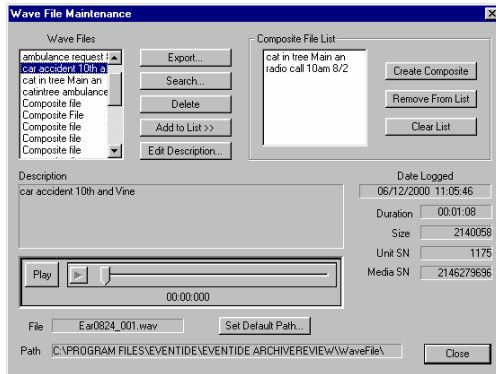 Wave File Maintenance
Wave Files
ambulance request
car accident 10th a
cat in tree Main an
catintree ambulance
Composite file
Composite File
Composite file
Composite file
Composite file
Export...
Search...
Delete
Add to List >>
Edit Description...
Composite File List
cat in tree Main an
radio call 10am 8/2
Create Composite
Remove From List
Clear List
Description
car accident 10th and Vine
Date Logged
06/12/2000 11:05:46
Duration 00:01:08
Size 2140058
Unit SN 1175
Media SN 2146279696
Play
00:00:000
File Ear0824_001.wav Set Default Path...
Path C:\PROGRAM FILES\EVENTIDE\EVENTIDE ARCHIVEREVIEW\WaveFile\
Close